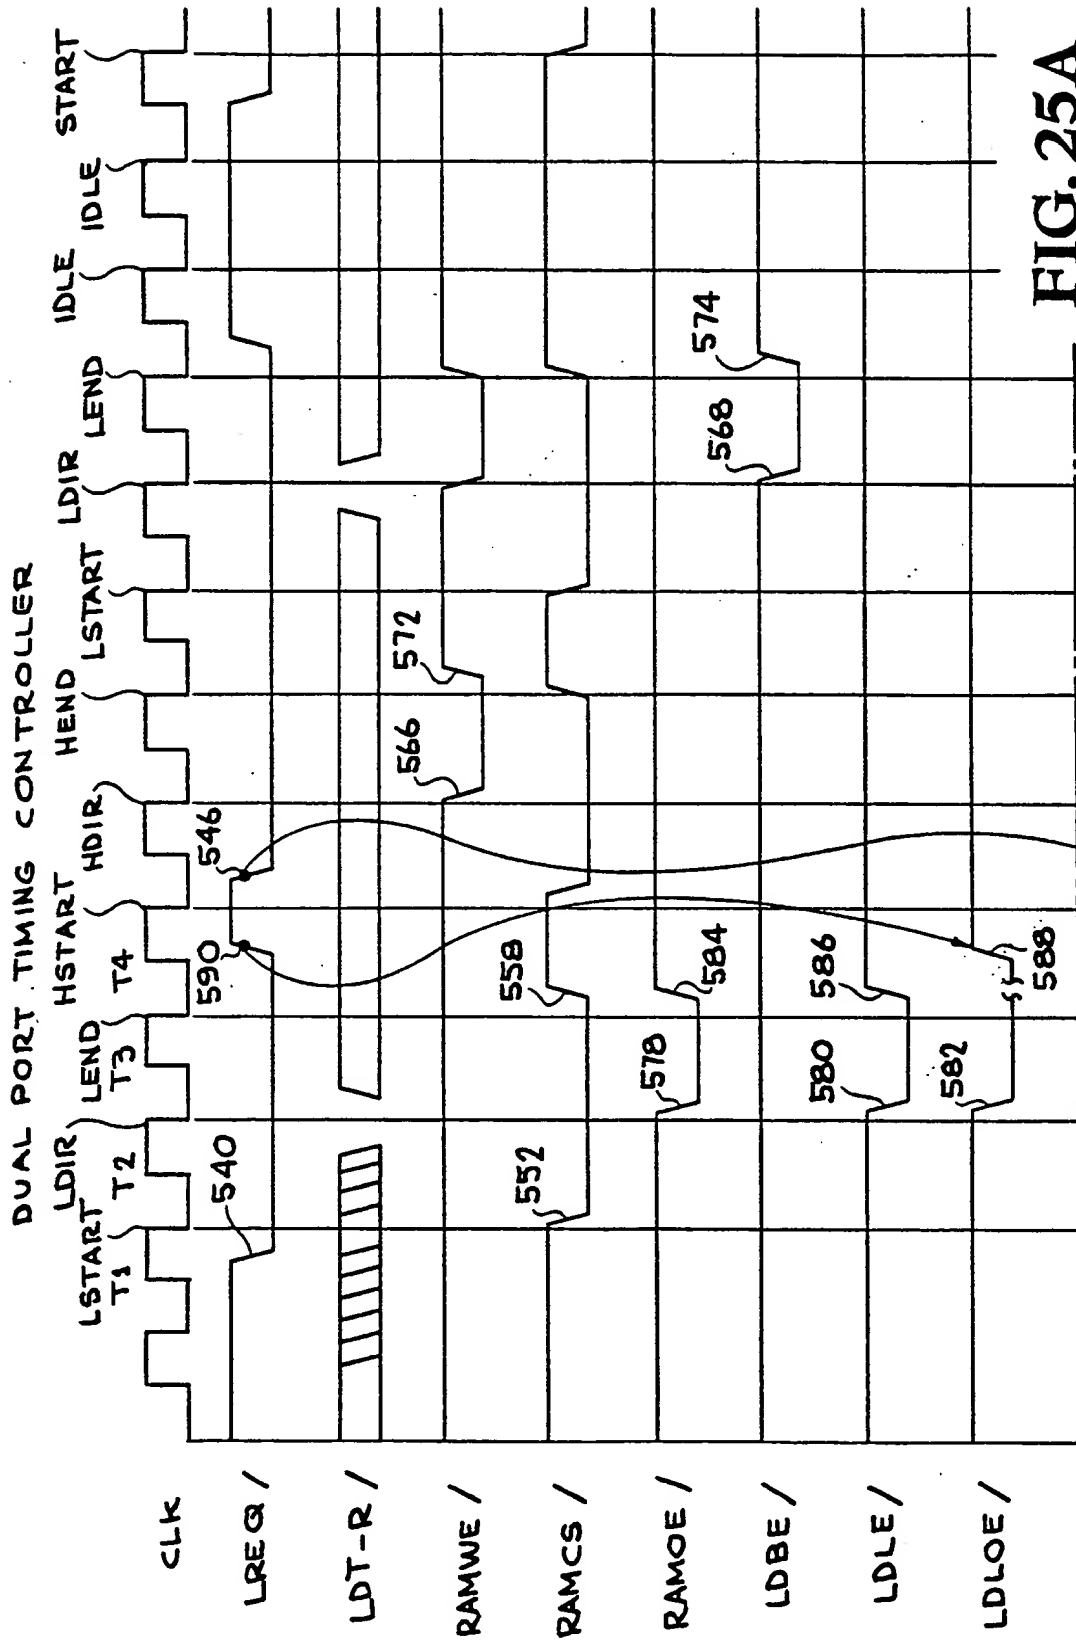 DUAL PORT TIMING CONTROLLER
LSTART LDIR LEND HSTART HDIR HEND LSTART LDIR LEND IDLE IDLE START
T1 T2 T3 T4
CLK
LREQ /
540 590 546
LDT-R /
RAMWE /
566 572
RAMCS /
552 558
RAMOE /
578 584
LDBE /
568 574
LDLE /
580 586
LDLOE /
582 588
FIG. 25A